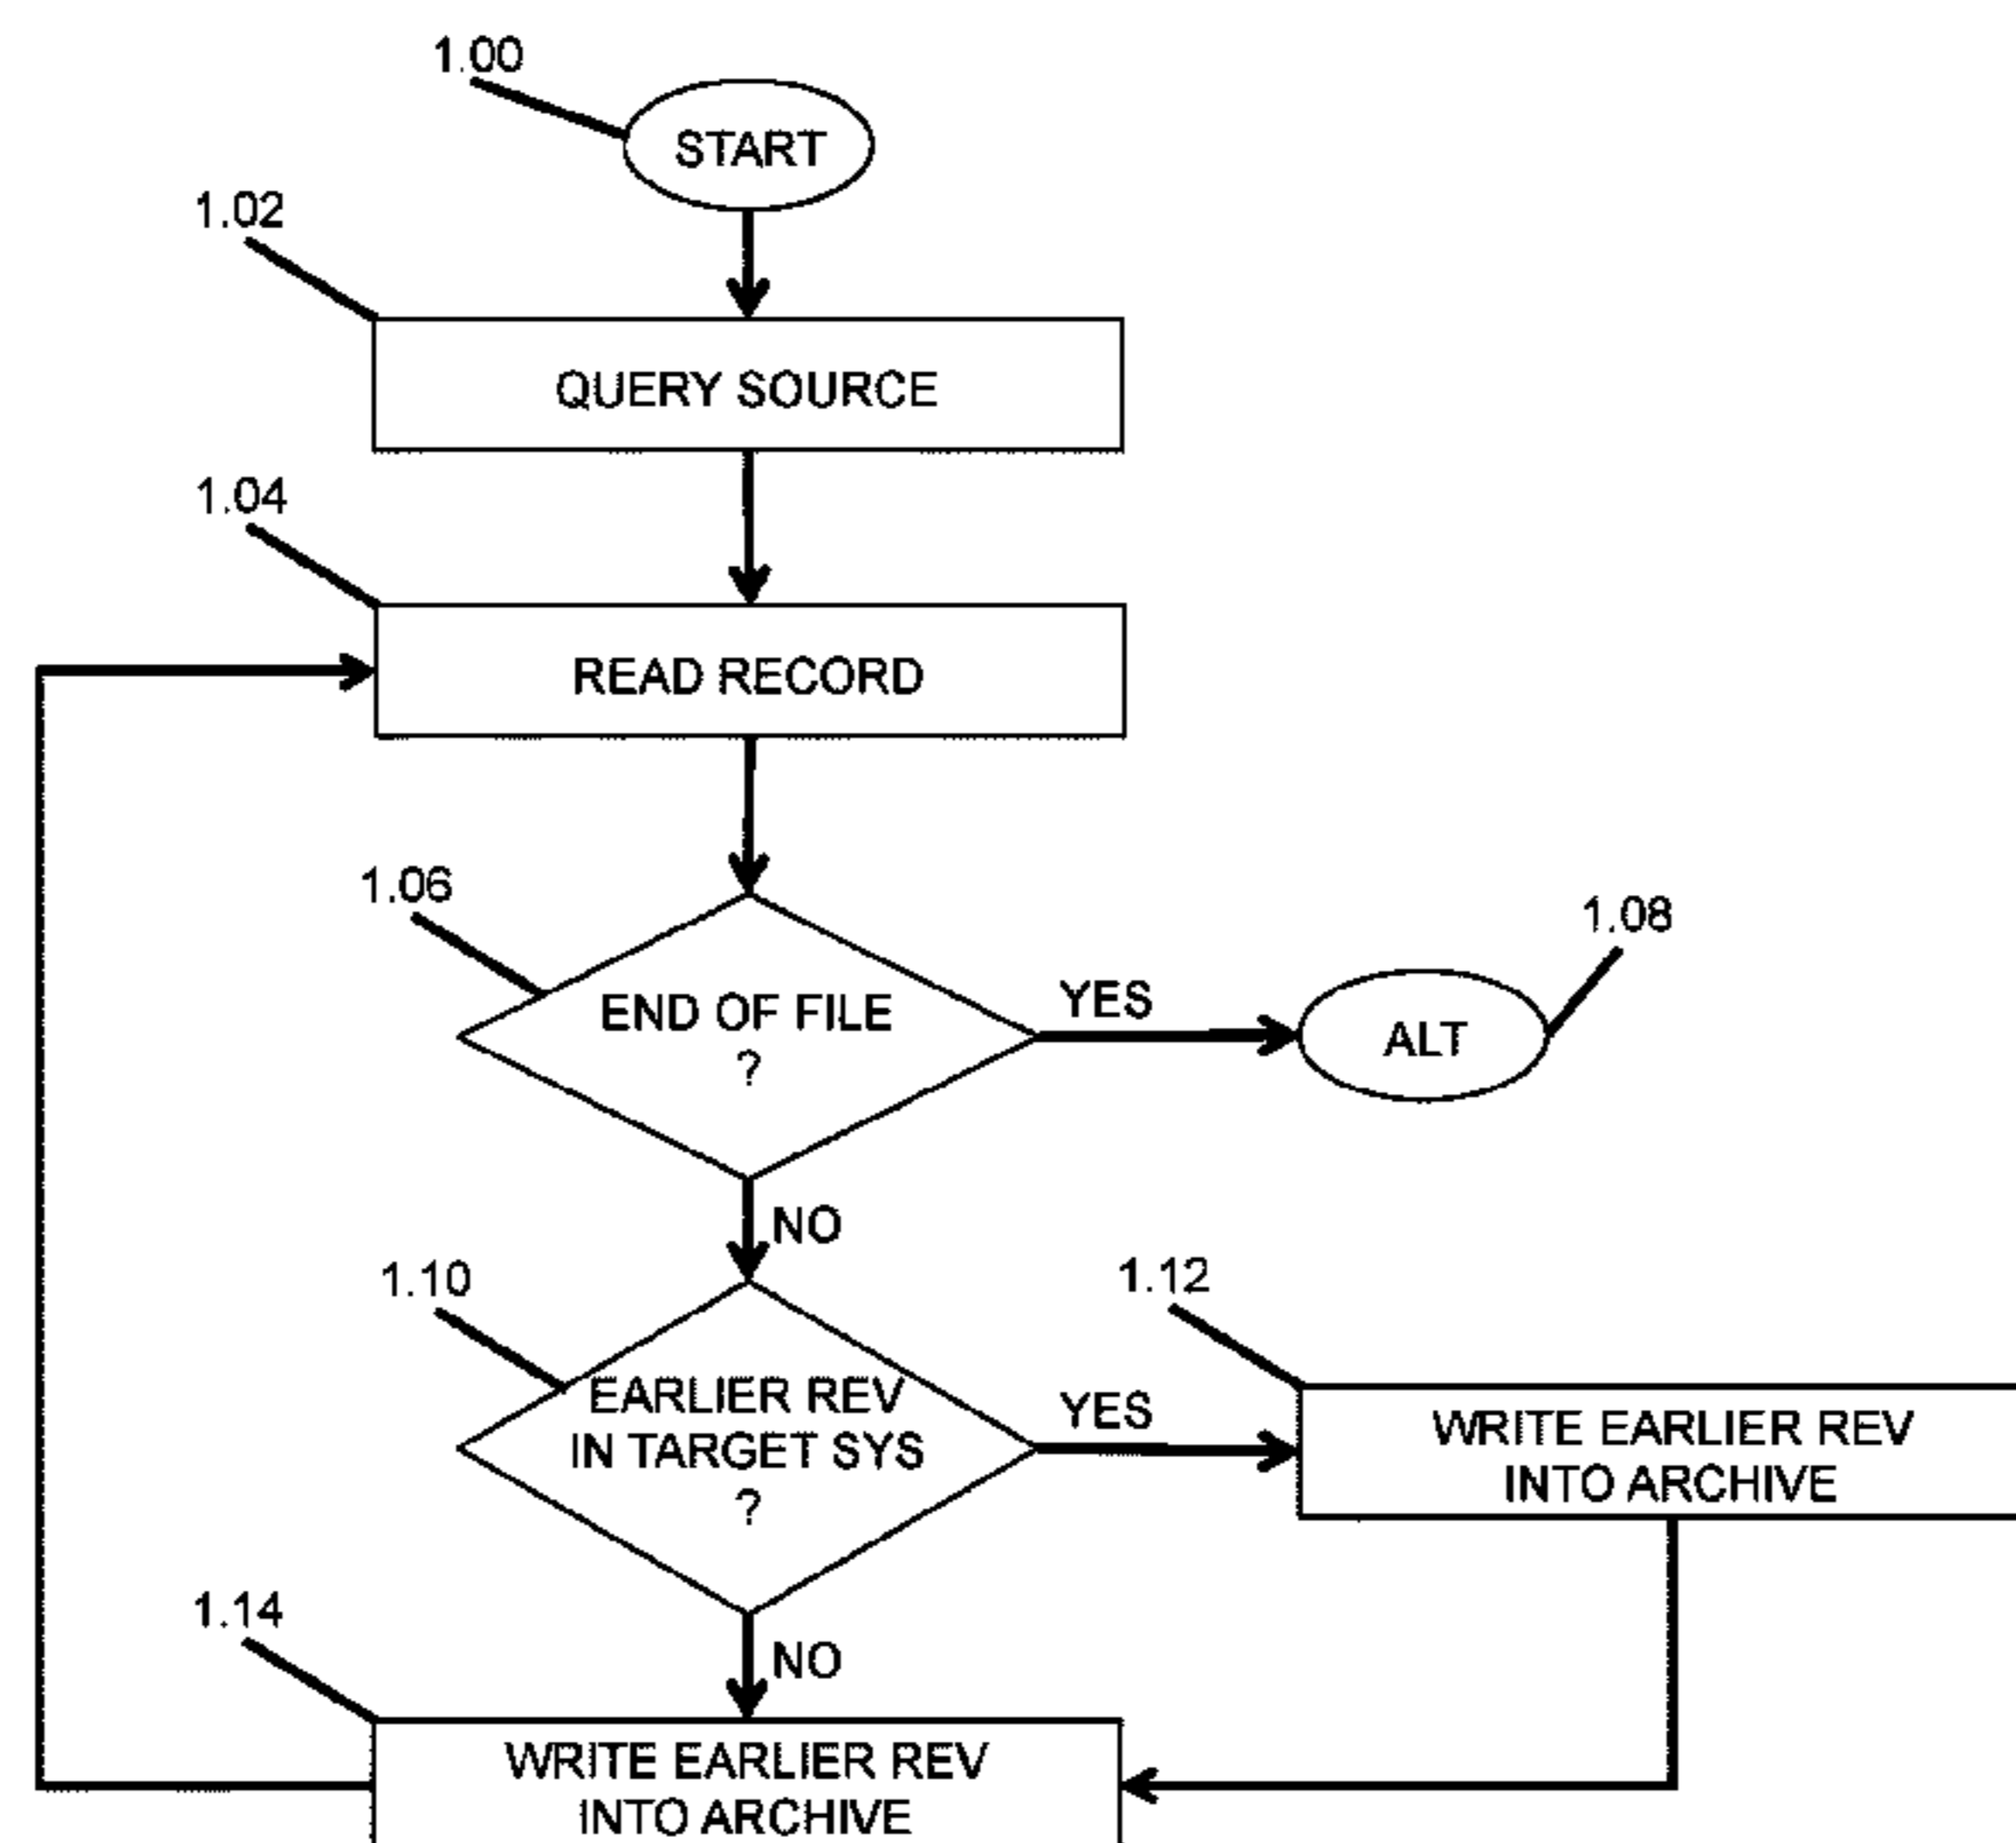 1.00
START
1.02
QUERY SOURCE
1.04
READ RECORD
1.06
END OF FILE
?
YES
1.08
ALT
NO
1.10
EARLIER REV
IN TARGET SYS
?
YES
1.12
WRITE EARLIER REV
INTO ARCHIVE
NO
1.14
WRITE EARLIER REV
INTO ARCHIVE